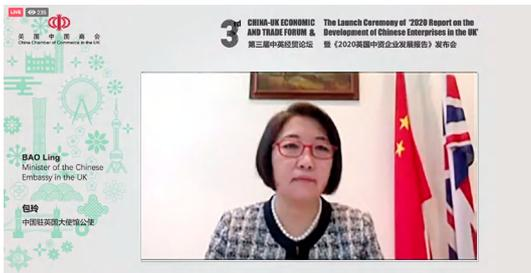 LIVE 235
英国中国商会
China Chamber of Commerce in the UK
3rd CHINA-UK ECONOMIC AND TRADE FORUM &
第三届中英经贸论坛
The Launch Ceremony of '2020 Report on the Development of Chinese Enterprises in the UK'
暨《2020英国中资企业发展报告》发布会
BAO Ling
Minister of the Chinese
Embassy in the UK
包玲
中国驻英国大使馆公使